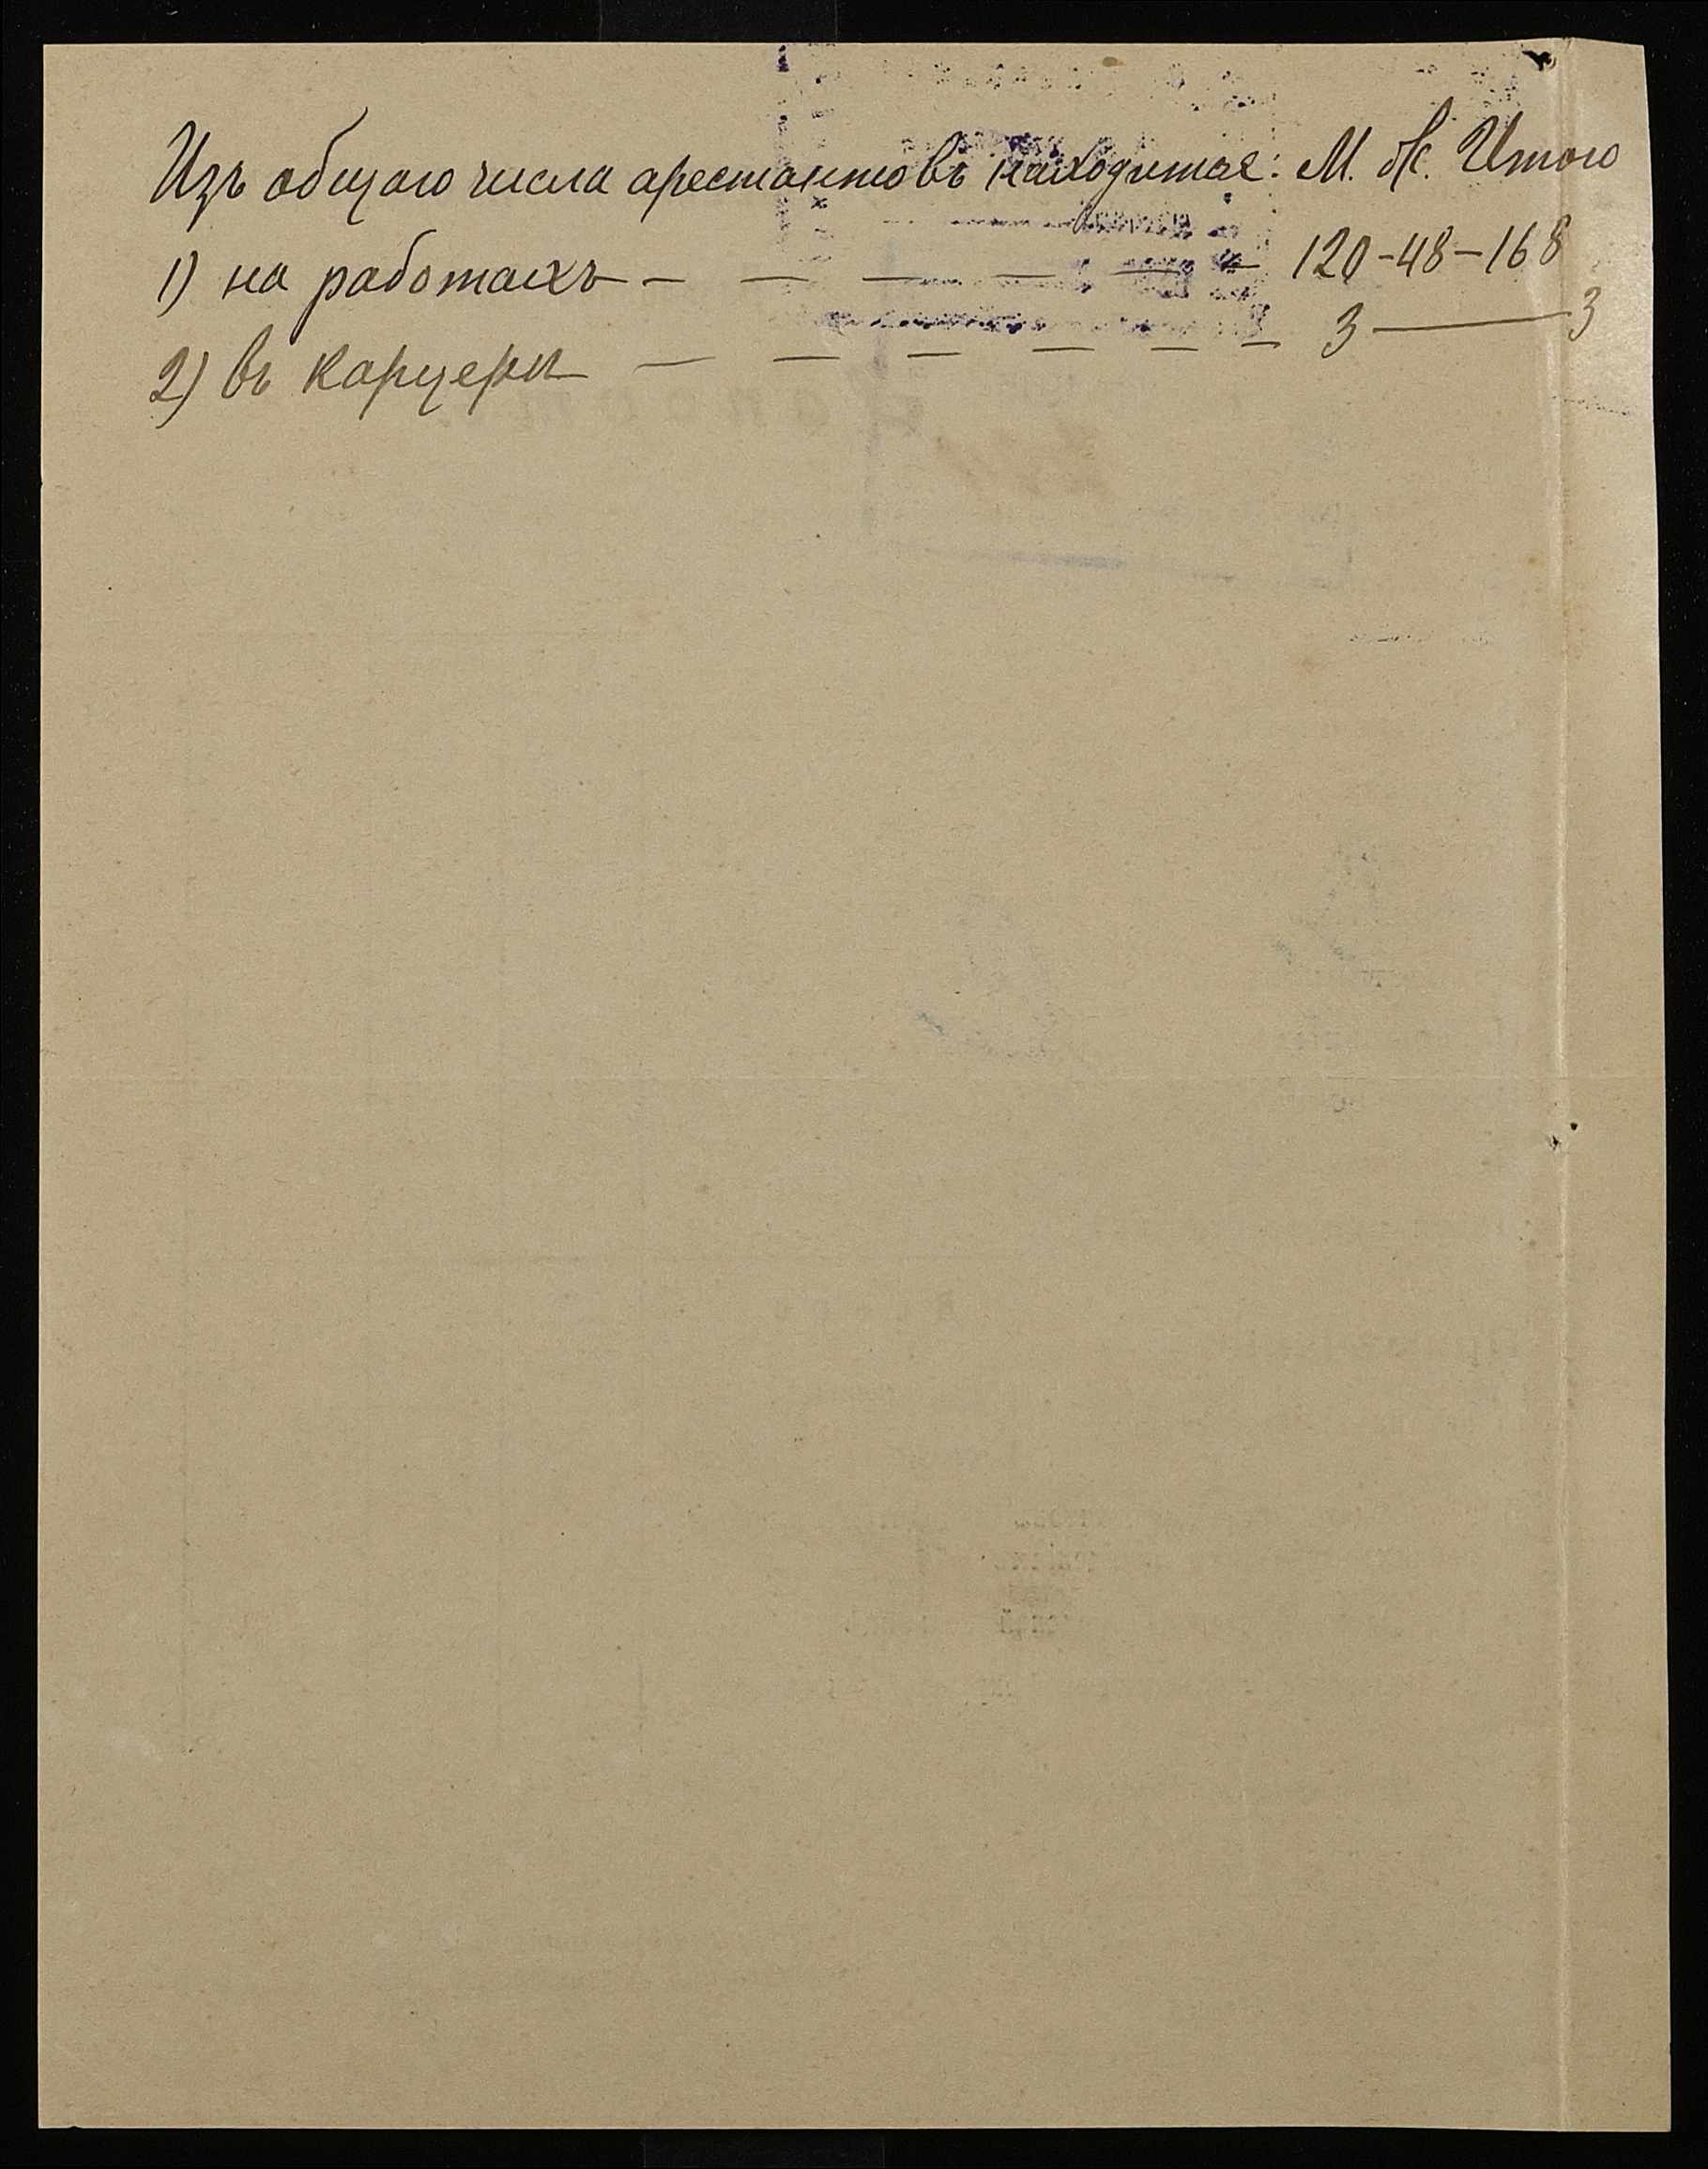 Изъ общаго числа арестантовъ находится: М. Ж. Итого
1) на работахъ — — — — — — 120 - 48 - 168
2) въ карцерѣ — — — — — — 3 — 3